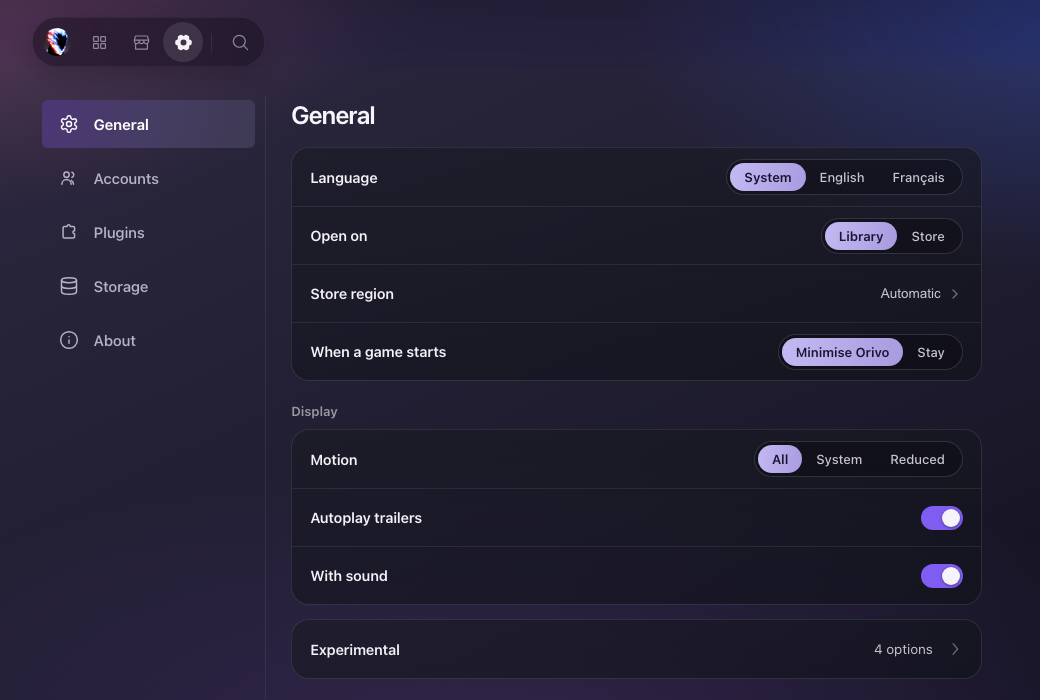 General
Accounts
Plugins
Storage
About
General
Language System English Français
Open on Library Store
Store region Automatic
When a game starts Minimise Orivo Stay
Display
Motion All System Reduced
Autoplay trailers
With sound
Experimental 4 options